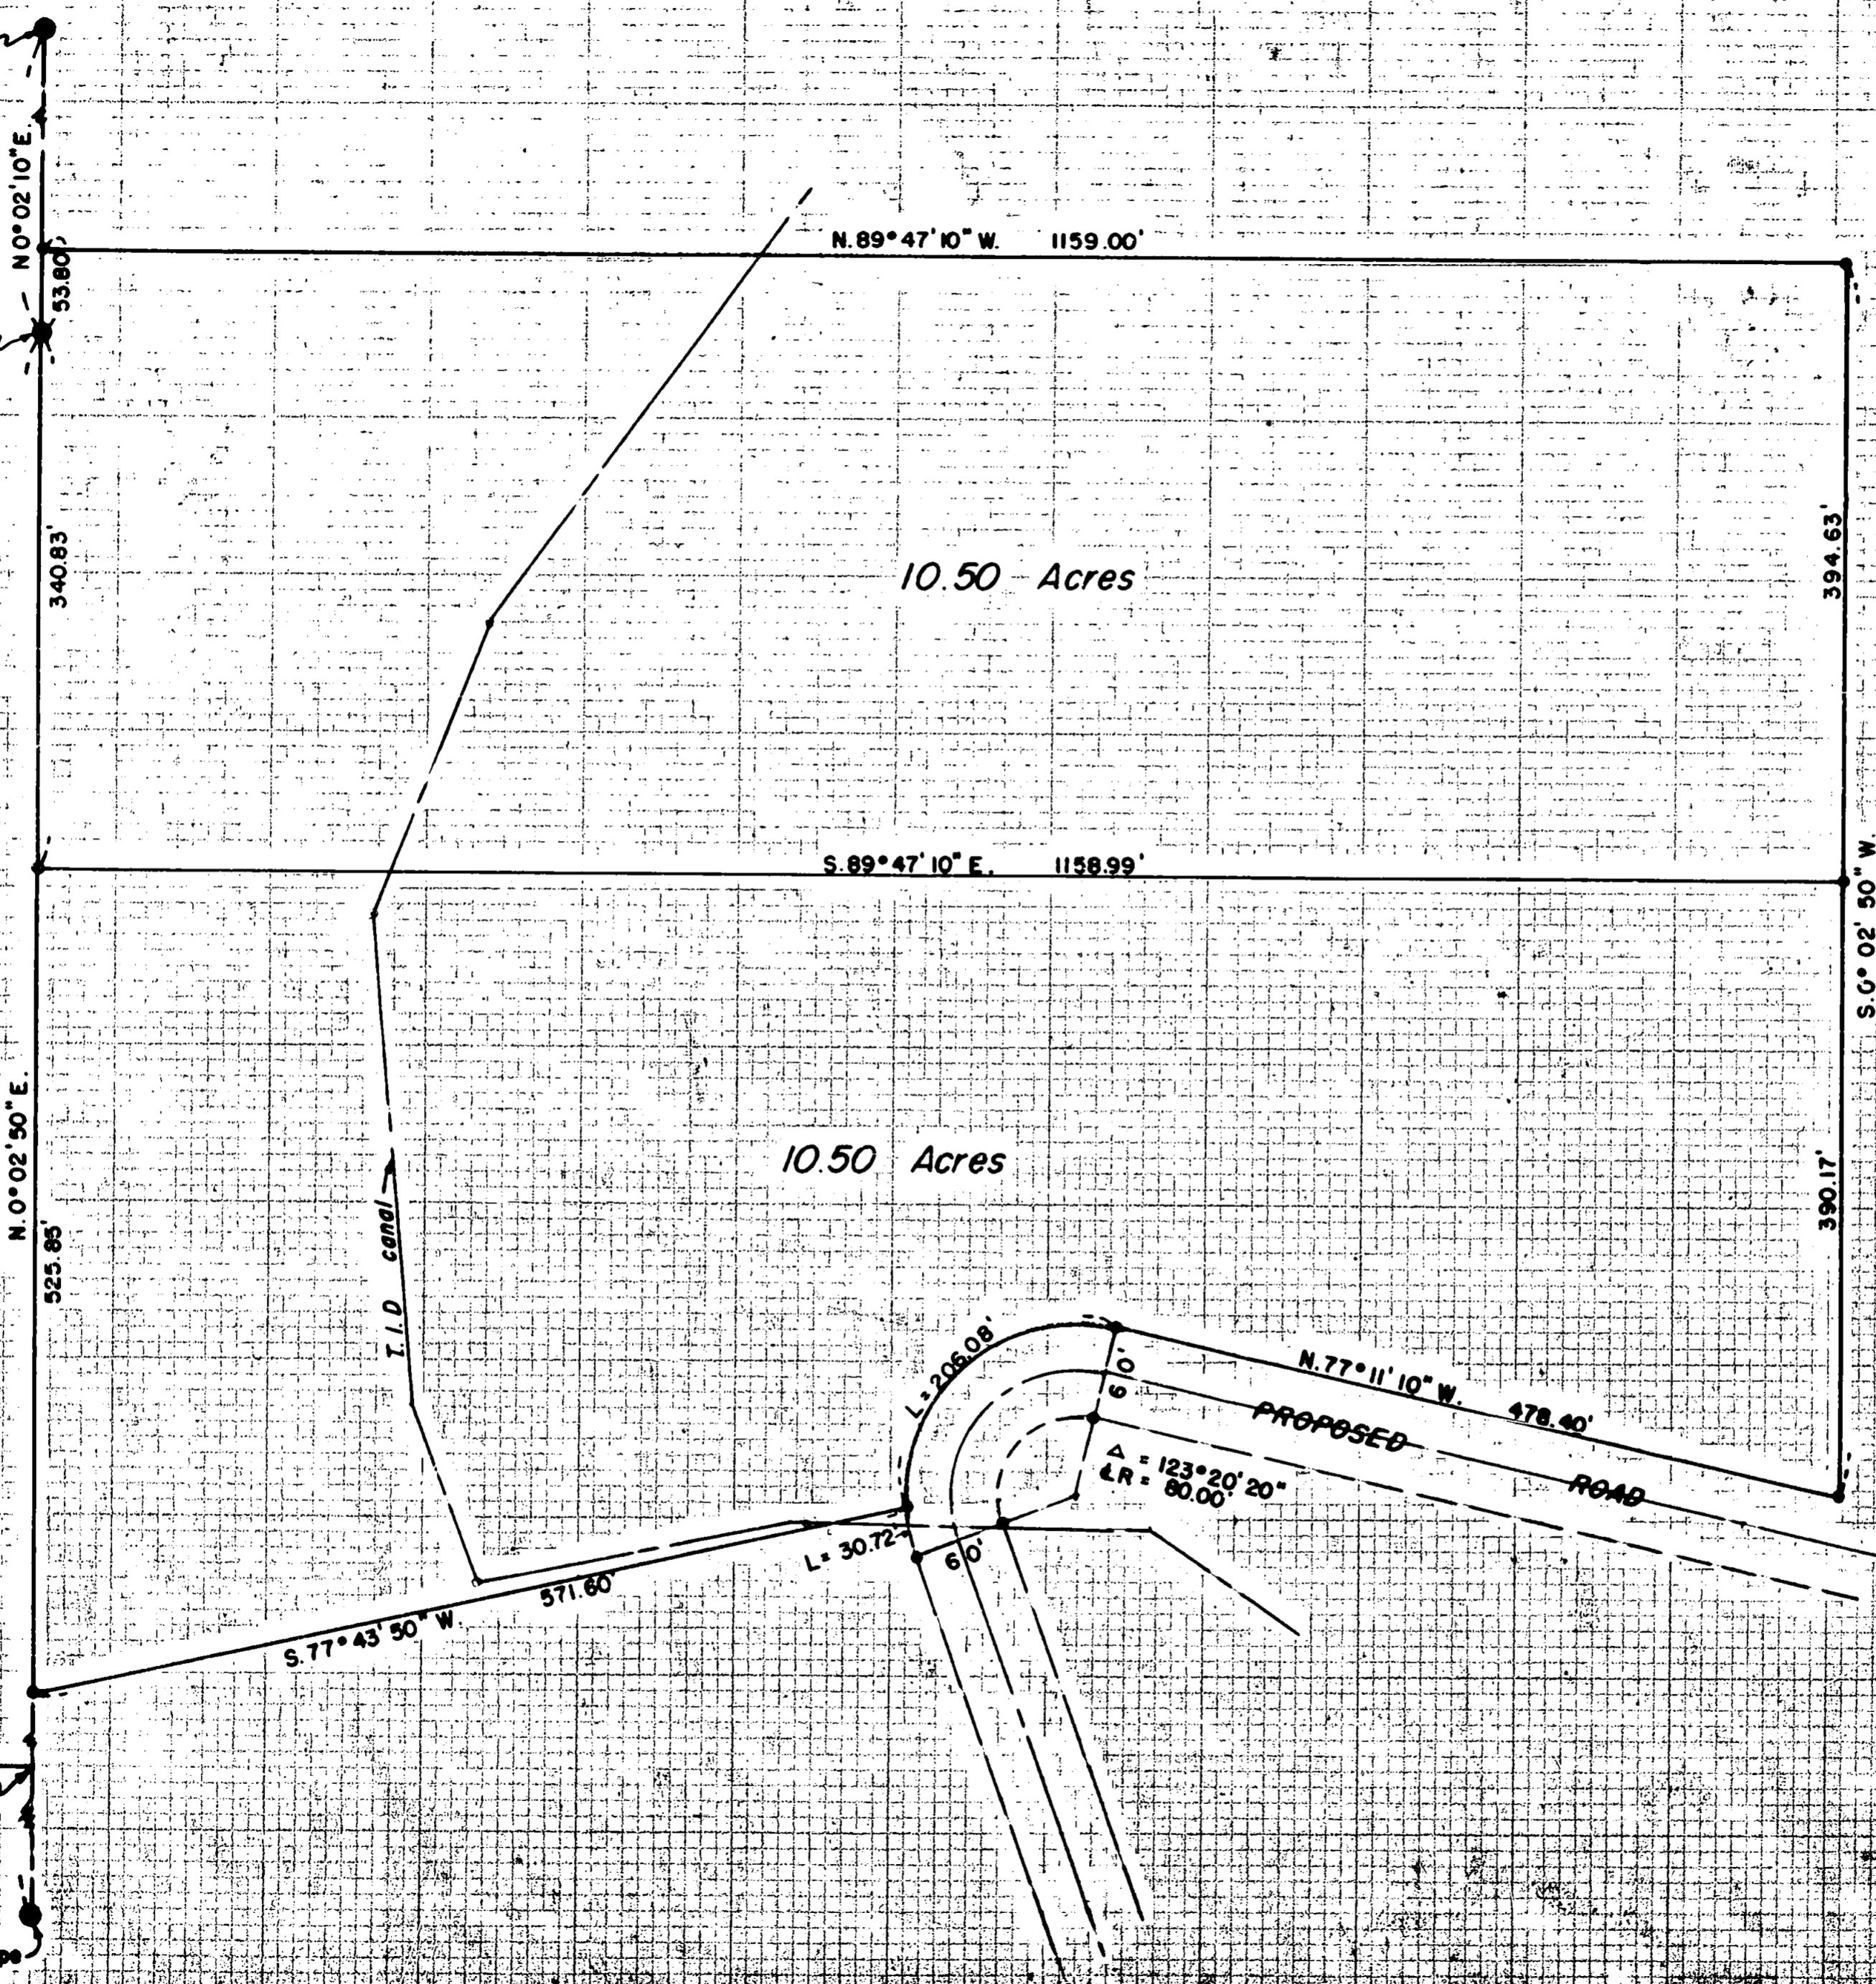 N 0° 02' 10" E.
53.80'
N. 89° 47' 10" W. 1159.00'
340.83'
394.63'
10.50 Acres
S. 89° 47' 10" E. 1158.99'
S. 0° 02' 50" W.
N. 0° 02' 50" E.
525.85'
10.50 Acres
390.17'
T.I.D canal
L = 206.08'
60'
N. 77° 11' 10" W. 478.40'
PROPOSED ROAD
Δ = 123° 20' 20"
℄ R = 80.00'
L = 30.72'
60'
571.60'
S. 77° 43' 50" W.